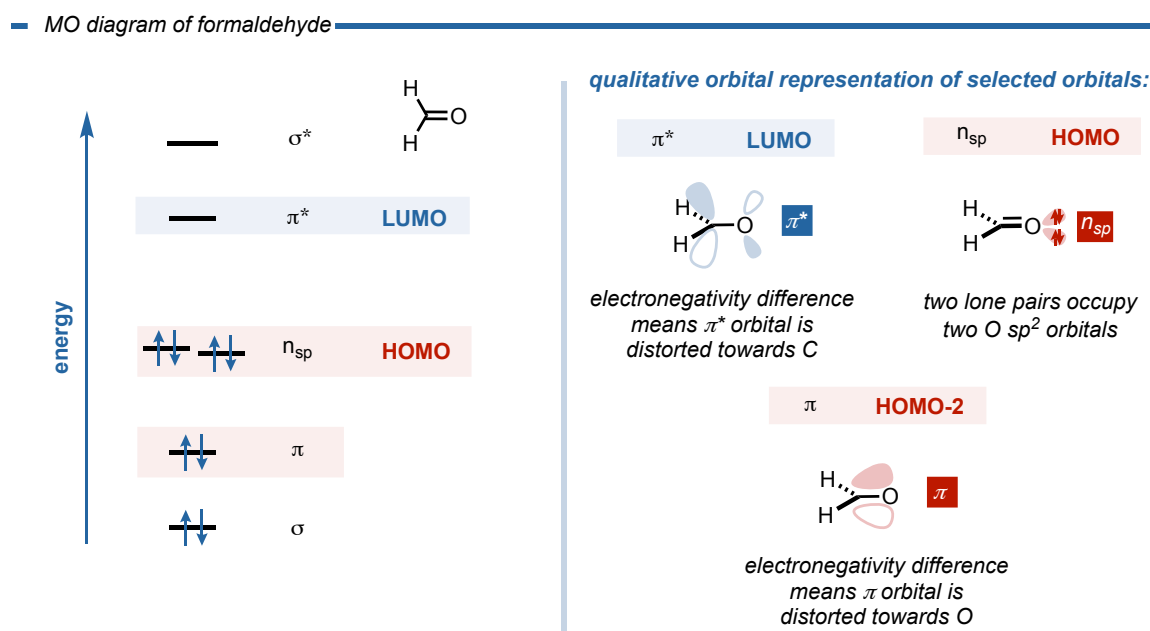 MO diagram of formaldehyde
energy
H
H
O
σ*
π* LUMO
nsp HOMO
π
σ
qualitative orbital representation of selected orbitals:
π* LUMO
H
H
O
π*
electronegativity difference
means π* orbital is
distorted towards C
nsp HOMO
H
H
O
nsp
two lone pairs occupy
two O sp² orbitals
π HOMO-2
H
H
O
π
electronegativity difference
means π orbital is
distorted towards O